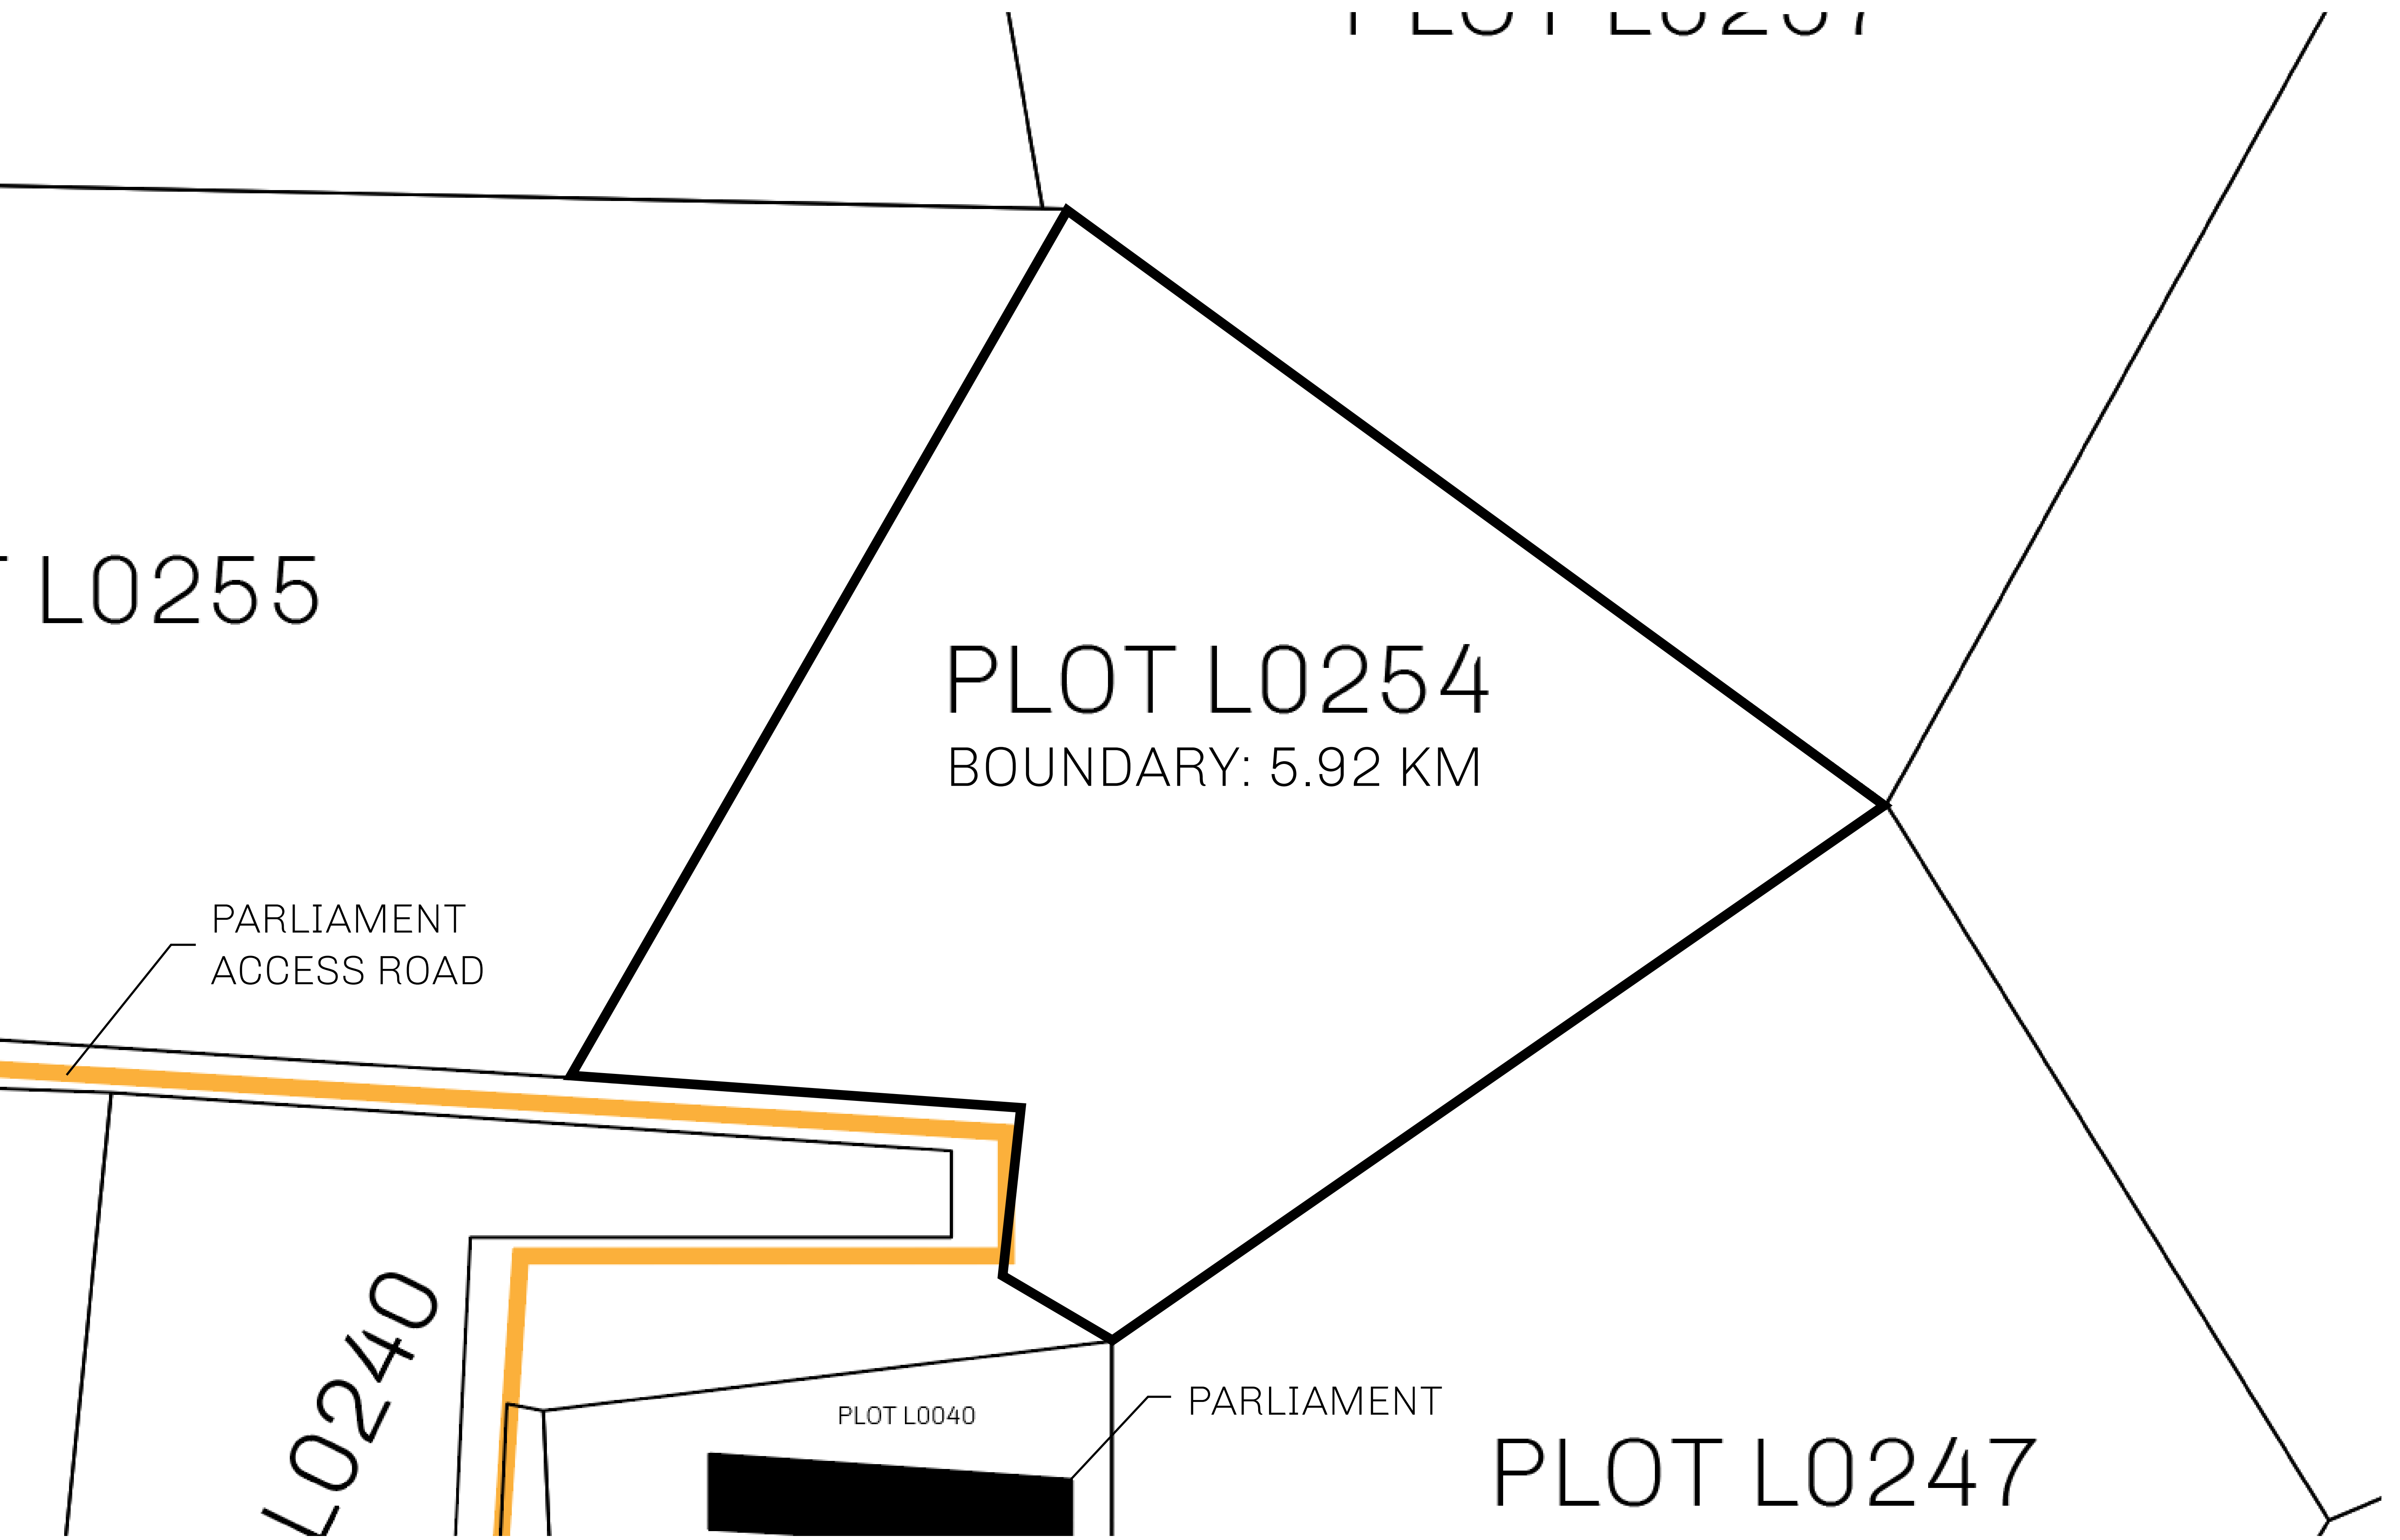 L0255
PLOT L0254
BOUNDARY: 5.92 KM
PARLIAMENT
ACCESS ROAD
L0240
PLOT L0040
PARLIAMENT
PLOT L0247